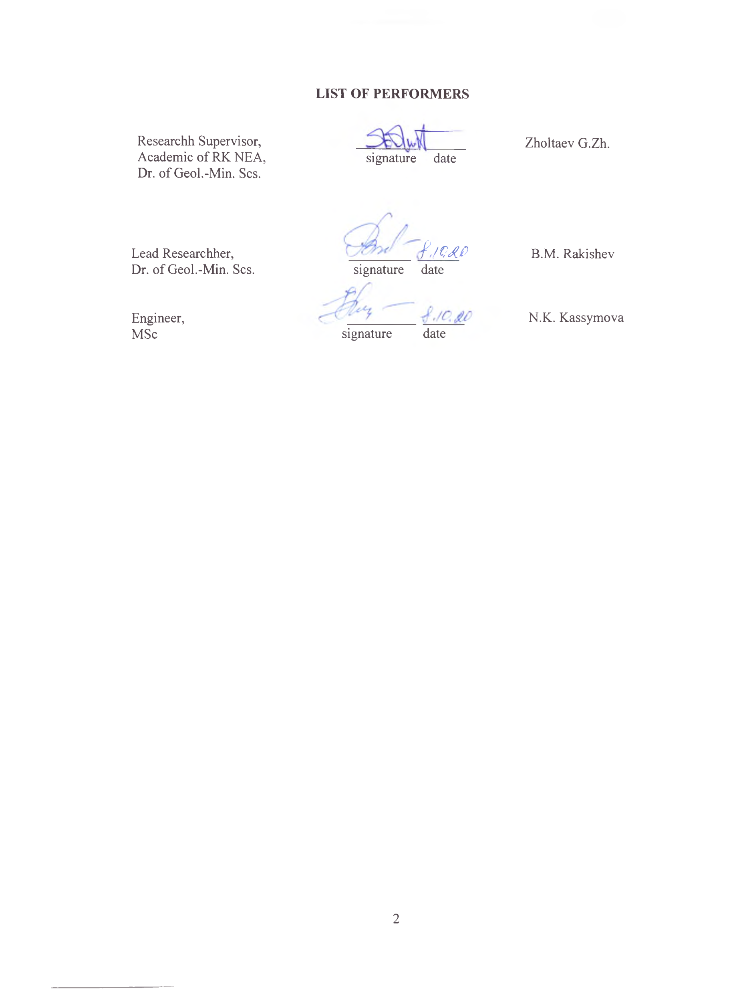 LIST OF PERFORMERS
Researchh Supervisor,
Academic of RK NEA,
Dr. of Geol.-Min. Scs.
signature date
Zholtaev G.Zh.
Lead Researchher,
Dr. of Geol.-Min. Scs.
8.10.20
signature date
B.M. Rakishev
Engineer,
MSc
8.10.20
signature date
N.K. Kassymova
2